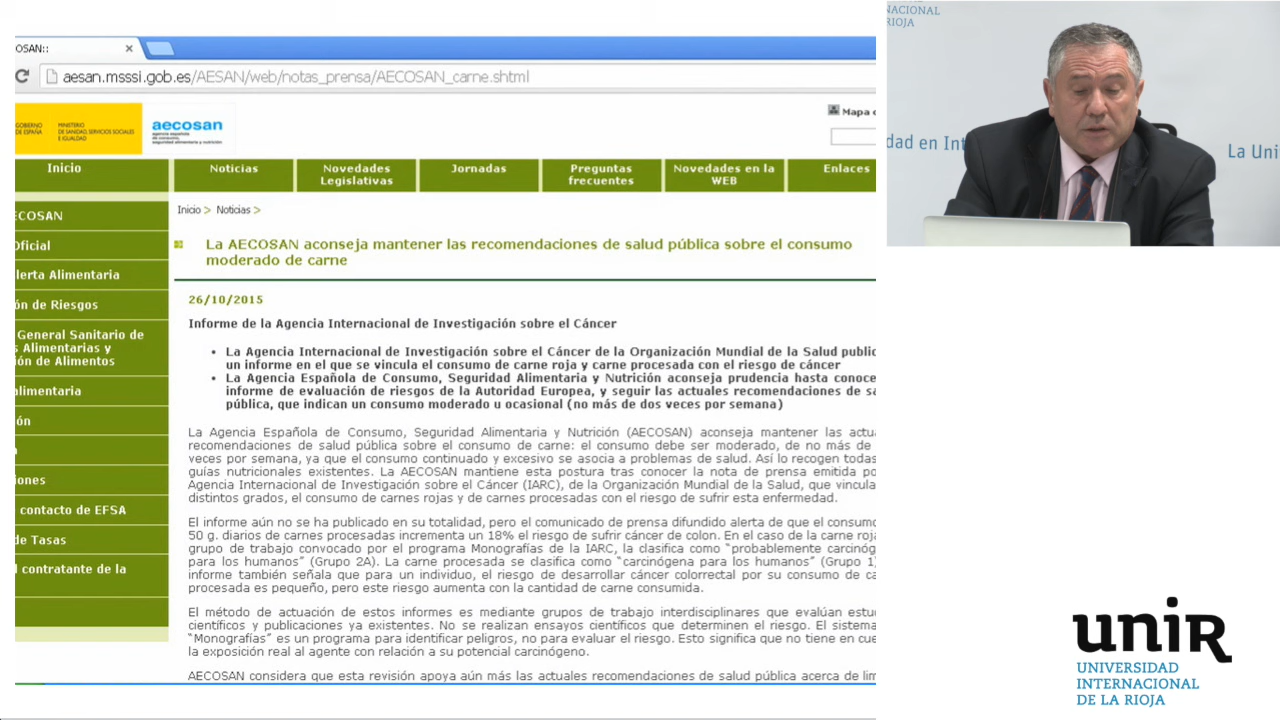 OSAN::
aesan.msssi.gob.es/AESAN/web/notas_prensa/AECOSAN_carne.shtml
GOBIERNO
DE ESPAÑA
MINISTERIO
DE SANIDAD, SERVICIOS SOCIALES
E IGUALDAD
aecosan
agencia española
de consumo,
seguridad alimentaria y nutrición
Mapa
Inicio
Noticias
Novedades
Legislativas
Jornadas
Preguntas
frecuentes
Novedades en la
WEB
Enlaces
ECOSAN
Oficial
lerta Alimentaria
ón de Riesgos
General Sanitario de
s Alimentarias y
ión de Alimentos
alimentaria
ón
iones
contacto de EFSA
de Tasas
l contratante de la
Inicio > Noticias >
La AECOSAN aconseja mantener las recomendaciones de salud pública sobre el consumo
moderado de carne
26/10/2015
Informe de la Agencia Internacional de Investigación sobre el Cáncer
• La Agencia Internacional de Investigación sobre el Cáncer de la Organización Mundial de la Salud public
un informe en el que se vincula el consumo de carne roja y carne procesada con el riesgo de cáncer
• La Agencia Española de Consumo, Seguridad Alimentaria y Nutrición aconseja prudencia hasta conoce
informe de evaluación de riesgos de la Autoridad Europea, y seguir las actuales recomendaciones de sa
pública, que indican un consumo moderado u ocasional (no más de dos veces por semana)
La Agencia Española de Consumo, Seguridad Alimentaria y Nutrición (AECOSAN) aconseja mantener las actua
recomendaciones de salud pública sobre el consumo de carne: el consumo debe ser moderado, de no más de
veces por semana, ya que el consumo continuado y excesivo se asocia a problemas de salud. Así lo recogen todas
guías nutricionales existentes. La AECOSAN mantiene esta postura tras conocer la nota de prensa emitida po
Agencia Internacional de Investigación sobre el Cáncer (IARC), de la Organización Mundial de la Salud, que vincula
distintos grados, el consumo de carnes rojas y de carnes procesadas con el riesgo de sufrir esta enfermedad.
El informe aún no se ha publicado en su totalidad, pero el comunicado de prensa difundido alerta de que el consumo
50 g. diarios de carnes procesadas incrementa un 18% el riesgo de sufrir cáncer de colon. En el caso de la carne roja
grupo de trabajo convocado por el programa Monografías de la IARC, la clasifica como "probablemente carcinóg
para los humanos" (Grupo 2A). La carne procesada se clasifica como "carcinógena para los humanos" (Grupo 1)
informe también señala que para un individuo, el riesgo de desarrollar cáncer colorrectal por su consumo de ca
procesada es pequeño, pero este riesgo aumenta con la cantidad de carne consumida.
El método de actuación de estos informes es mediante grupos de trabajo interdisciplinares que evalúan estu
científicos y publicaciones ya existentes. No se realizan ensayos científicos que determinen el riesgo. El sistema
"Monografías" es un programa para identificar peligros, no para evaluar el riesgo. Esto significa que no tiene en cue
la exposición real al agente con relación a su potencial carcinógeno.
AECOSAN considera que esta revisión apoya aún más las actuales recomendaciones de salud pública acerca de lim
NACIONAL
RIOJA
dad en Int
La Uni
unir
UNIVERSIDAD
INTERNACIONAL
DE LA RIOJA